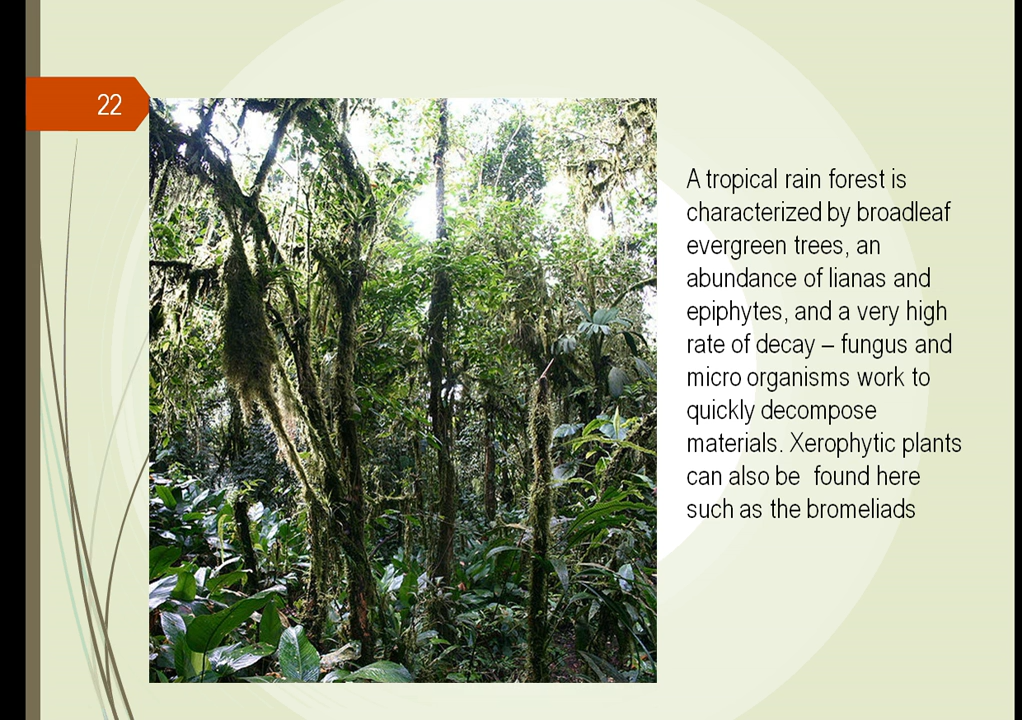 22
A tropical rain forest is
characterized by broadleaf
evergreen trees, an
abundance of lianas and
epiphytes, and a very high
rate of decay – fungus and
micro organisms work to
quickly decompose
materials. Xerophytic plants
can also be  found here
such as the bromeliads